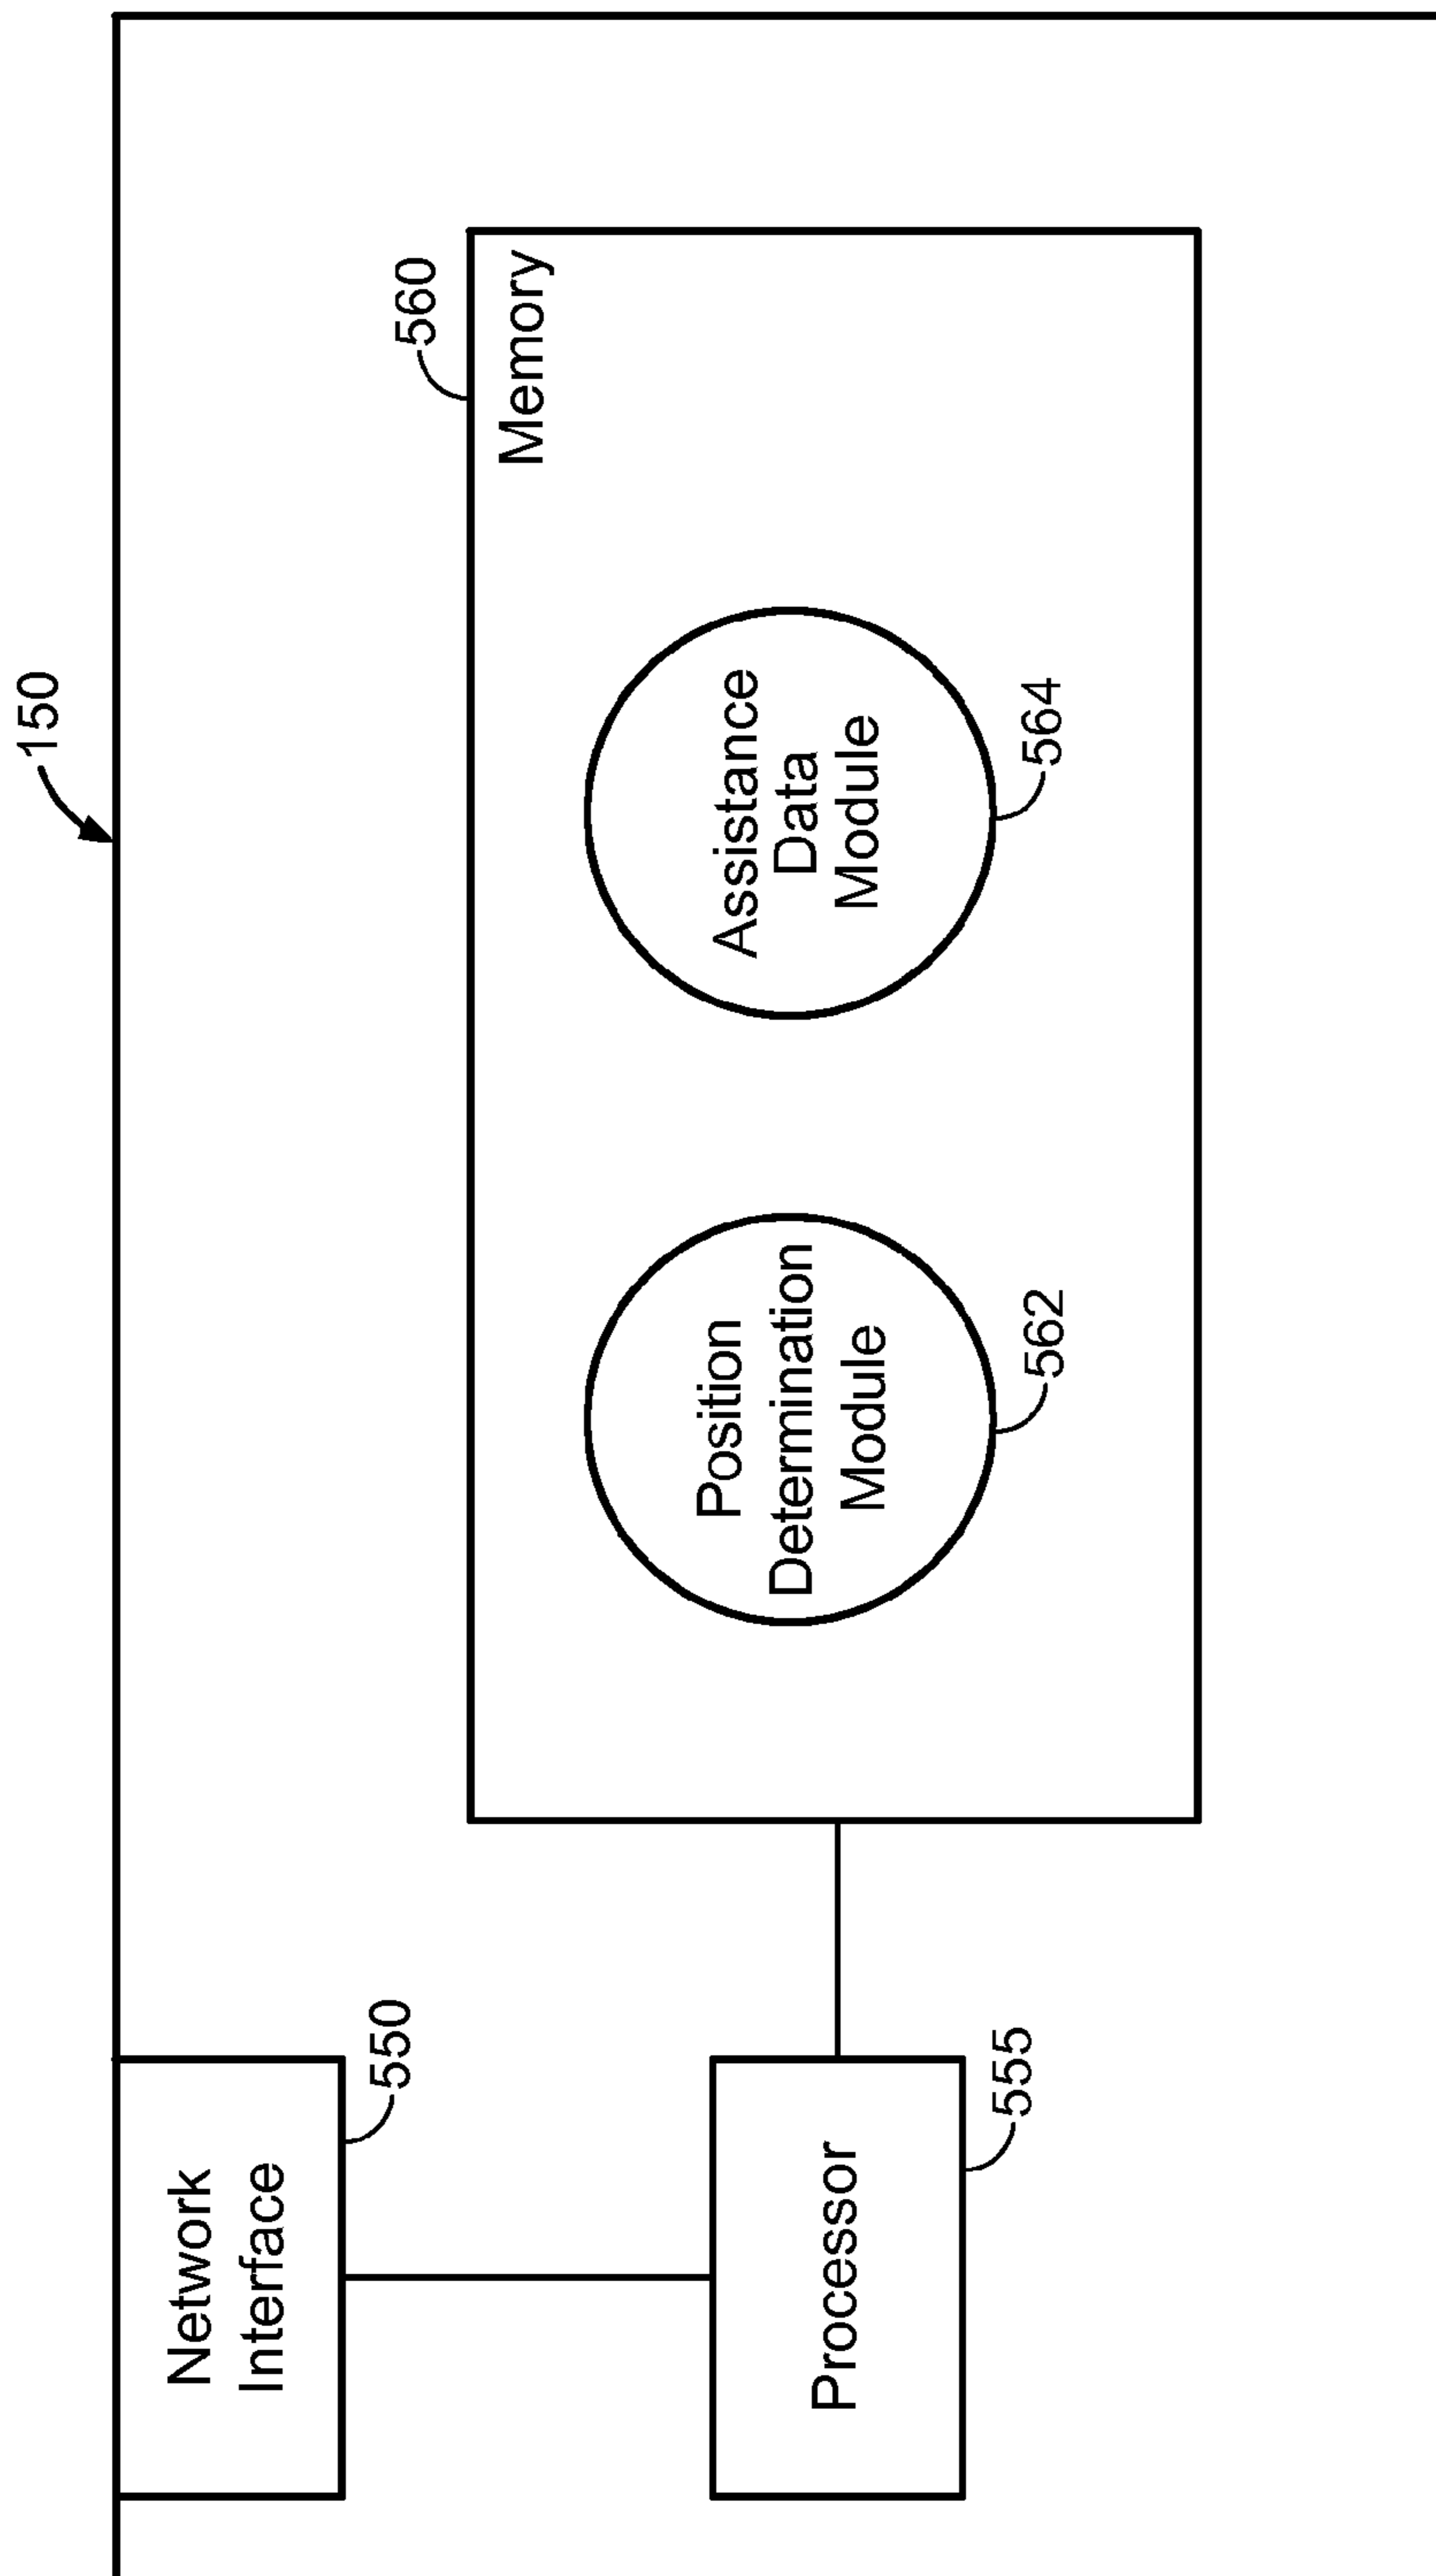 150
Network
Interface
550
560
Memory
Processor
555
Position
Determination
Module
562
Assistance
Data
Module
564